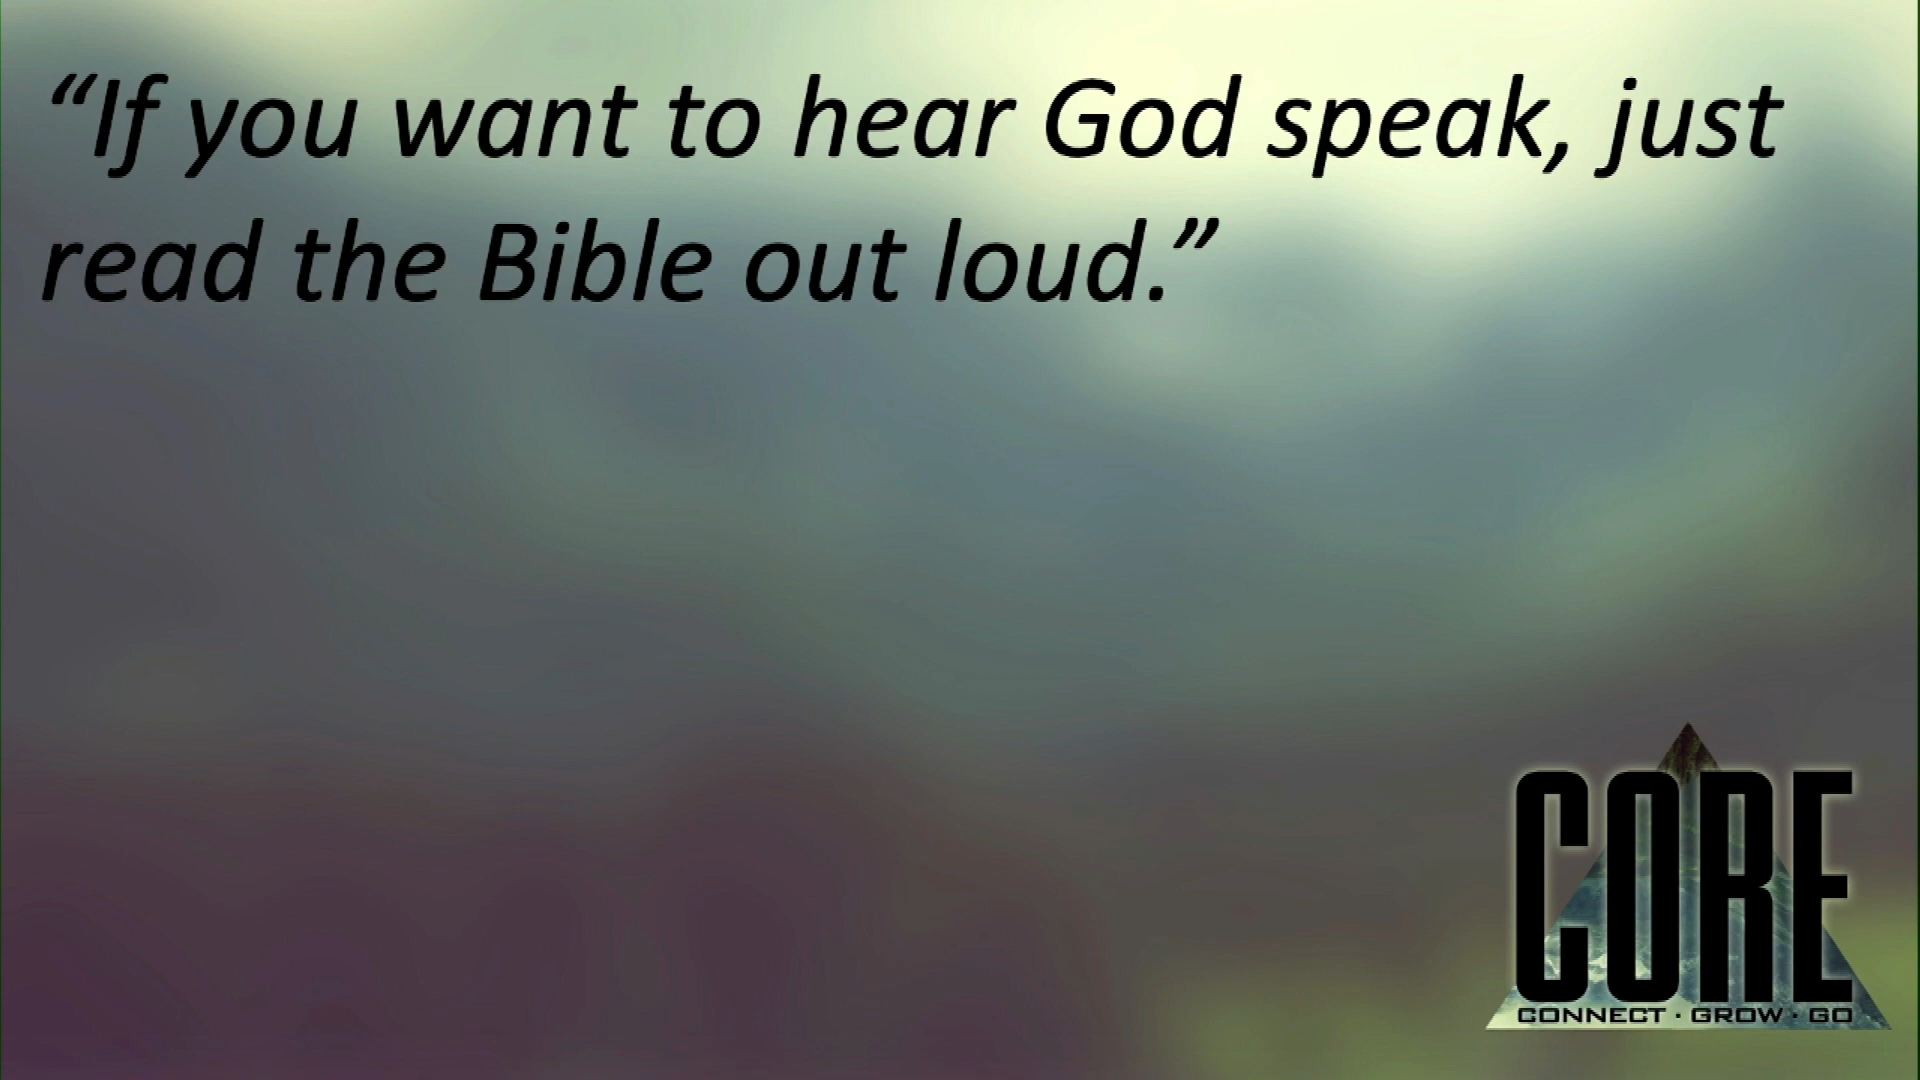 “If you want to hear God speak, just
read the Bible out loud.”
CORE
CONNECT · GROW · GO